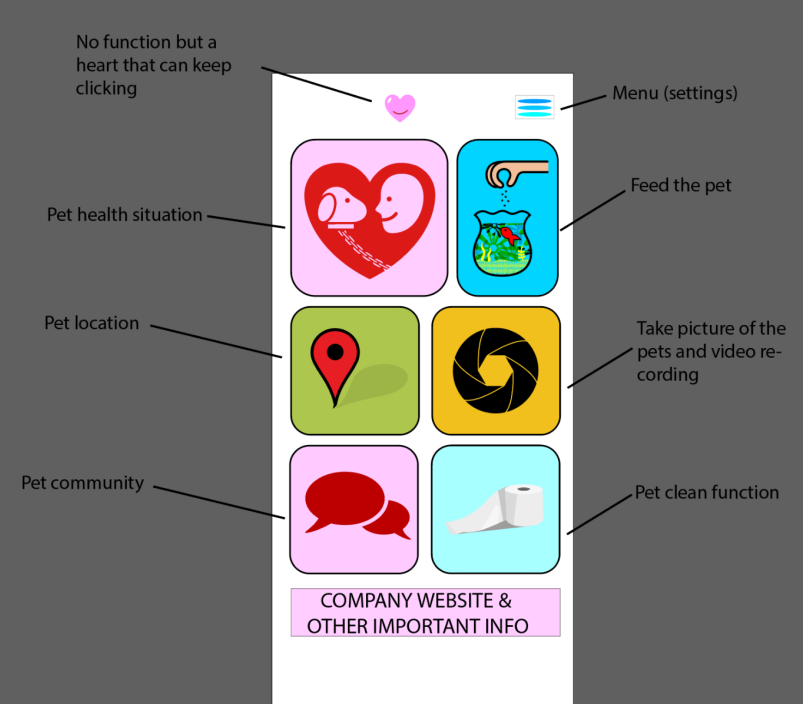 No function but a
heart that can keep
clicking
Menu (settings)
Feed the pet
Pet health situation
Pet location
Take picture of the
pets and video re-
cording
Pet community
Pet clean function
COMPANY WEBSITE &
OTHER IMPORTANT INFO